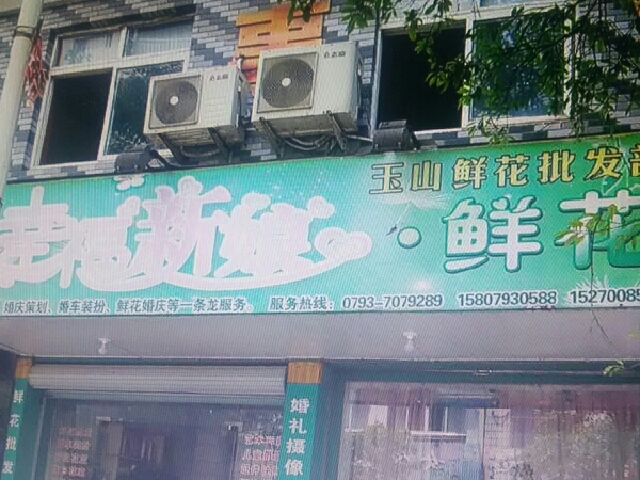 玉山鲜花批发部
幸福新娘·鲜花
婚庆策划、婚车装扮、鲜花婚庆等一条龙服务。 服务热线：0793-7079289 15807930588 15270085
鲜花批发
婚礼摄像